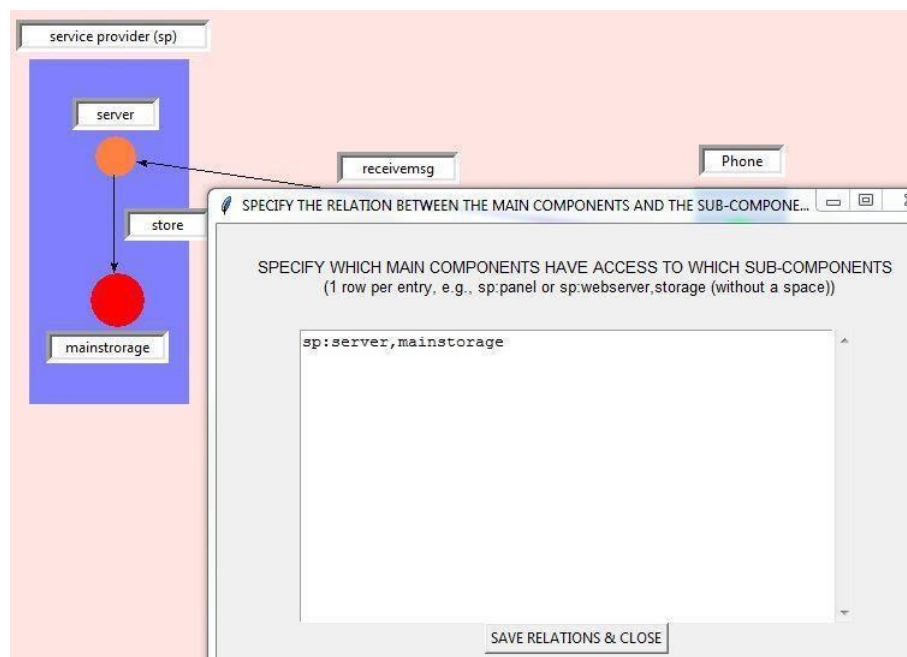 service provider (sp)
server
receivemsg
Phone
store
mainstrorage
SPECIFY THE RELATION BETWEEN THE MAIN COMPONENTS AND THE SUB-COMPONE...
SPECIFY WHICH MAIN COMPONENTS HAVE ACCESS TO WHICH SUB-COMPONENTS
(1 row per entry, e.g., sp:panel or sp:webserver,storage (without a space))
sp:server,mainstorage
SAVE RELATIONS & CLOSE